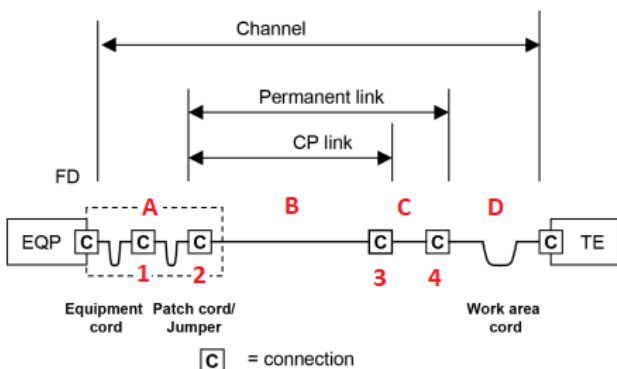 Channel
Permanent link
CP link
FD
A B C D
EQP C C C C C C TE
1 2 3 4
Equipment cord
Patch cord/ Jumper
Work area cord
C = connection